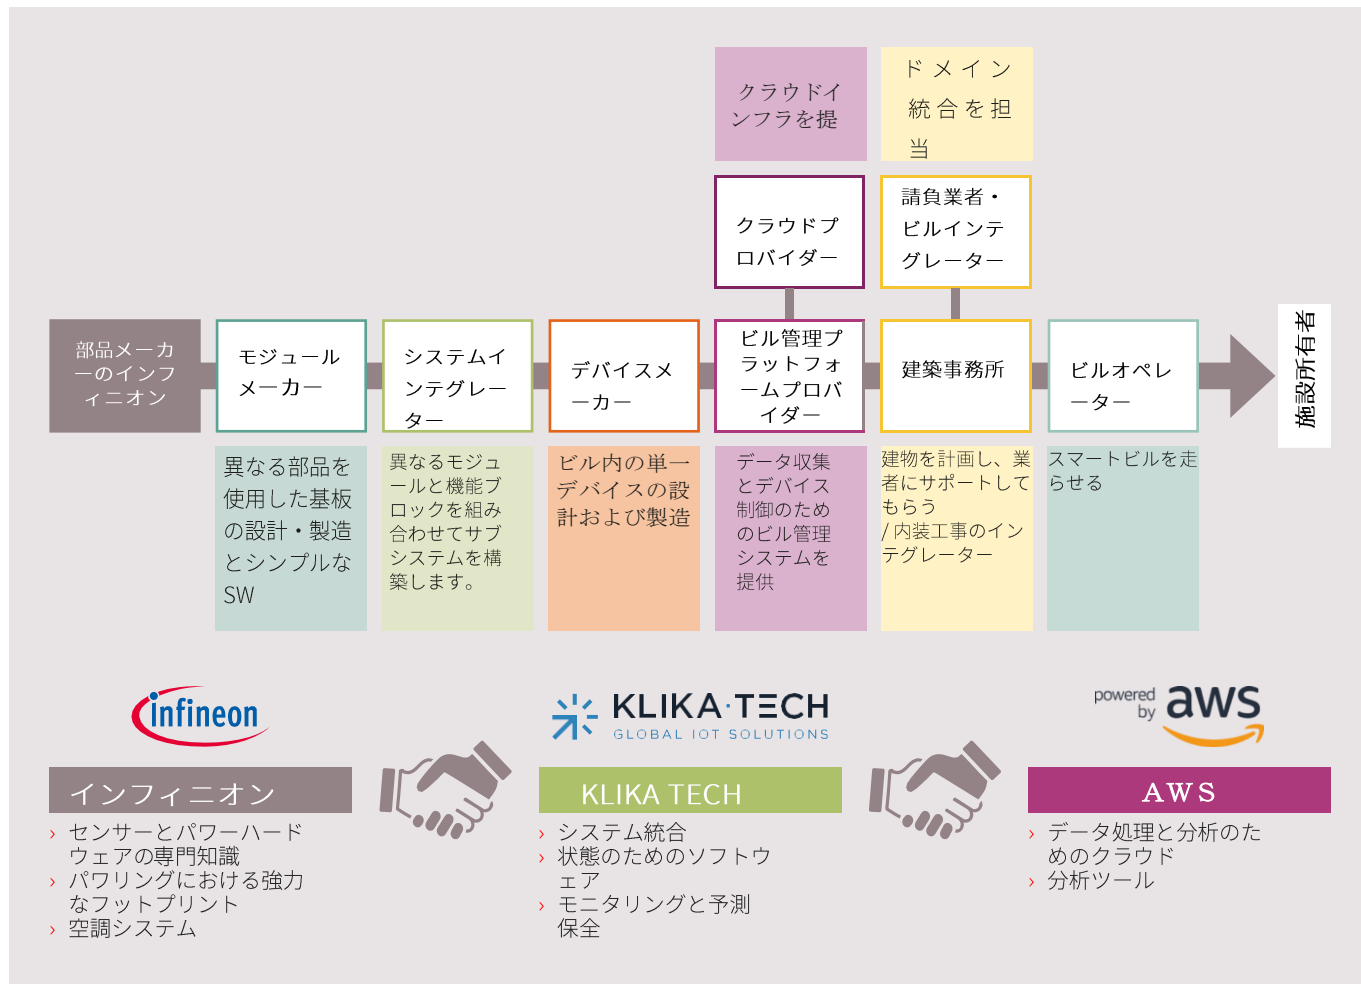 クラウドイ
ンフラを提
ドメイン
統合を担
当
クラウドプ
ロバイダー
請負業者・
ビルインテ
グレーター
部品メーカ
ーのインフ
ィニオン
モジュール
メーカー
システムイ
ンテグレー
ター
デバイスメ
ーカー
ビル管理プ
ラットフォ
ームプロバ
イダー
建築事務所
ビルオペレ
ーター
施設所有者
異なる部品を
使用した基板
の設計・製造
とシンプルな
SW
異なるモジュ
ールと機能ブ
ロックを組み
合わせてサブ
システムを構
築します。
ビル内の単一
デバイスの設
計および製造
データ収集
とデバイス
制御のため
のビル管理
システムを
提供
建物を計画し、業
者にサポートして
もらう
/ 内装工事のイン
テグレーター
スマートビルを走
らせる
infineon
KLIKA·TECH
GLOBAL IOT SOLUTIONS
powered
by aws
インフィニオン
KLIKA TECH
AWS
› センサーとパワーハード
ウェアの専門知識
› パワリングにおける強力
なフットプリント
› 空調システム
› システム統合
› 状態のためのソフトウ
ェア
› モニタリングと予測
保全
› データ処理と分析のた
めのクラウド
› 分析ツール